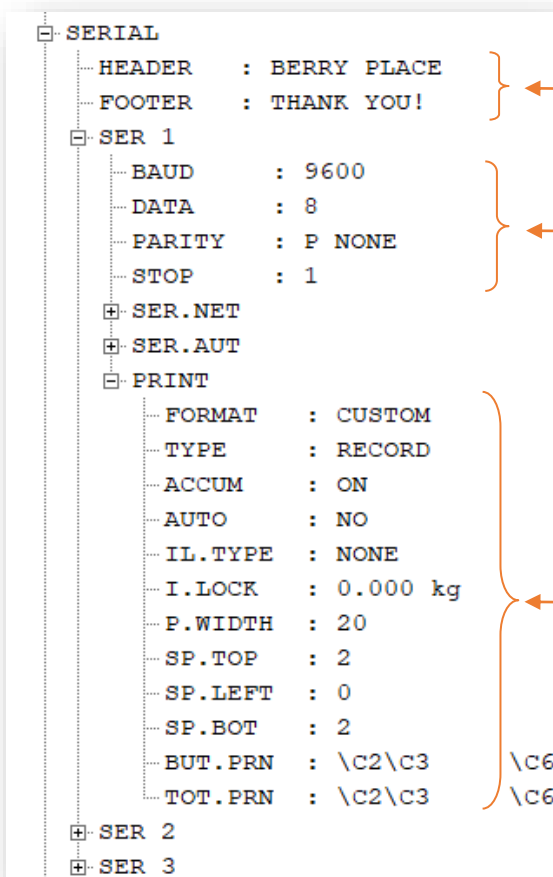 SERIAL
HEADER : BERRY PLACE
FOOTER : THANK YOU!
SER 1
BAUD : 9600
DATA : 8
PARITY : P NONE
STOP : 1
SER.NET
SER.AUT
PRINT
FORMAT : CUSTOM
TYPE : RECORD
ACCUM : ON
AUTO : NO
IL.TYPE : NONE
I.LOCK : 0.000 kg
P.WIDTH : 20
SP.TOP : 2
SP.LEFT : 0
SP.BOT : 2
BUT.PRN : \C2\C3 \C6
TOT.PRN : \C2\C3 \C6
SER 2
SER 3